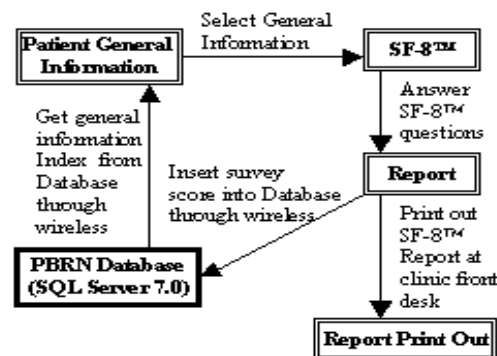 Select General
Information
Patient General
Information
SF-8™
Answer
SF-8™
questions
Get general
information
Index from
Database
through
wireless
Insert survey
score into Database
through wireless
Report
Print out
SF-8™
Report at
clinic front
desk
PBRN Database
(SQL Server 7.0)
Report Print Out